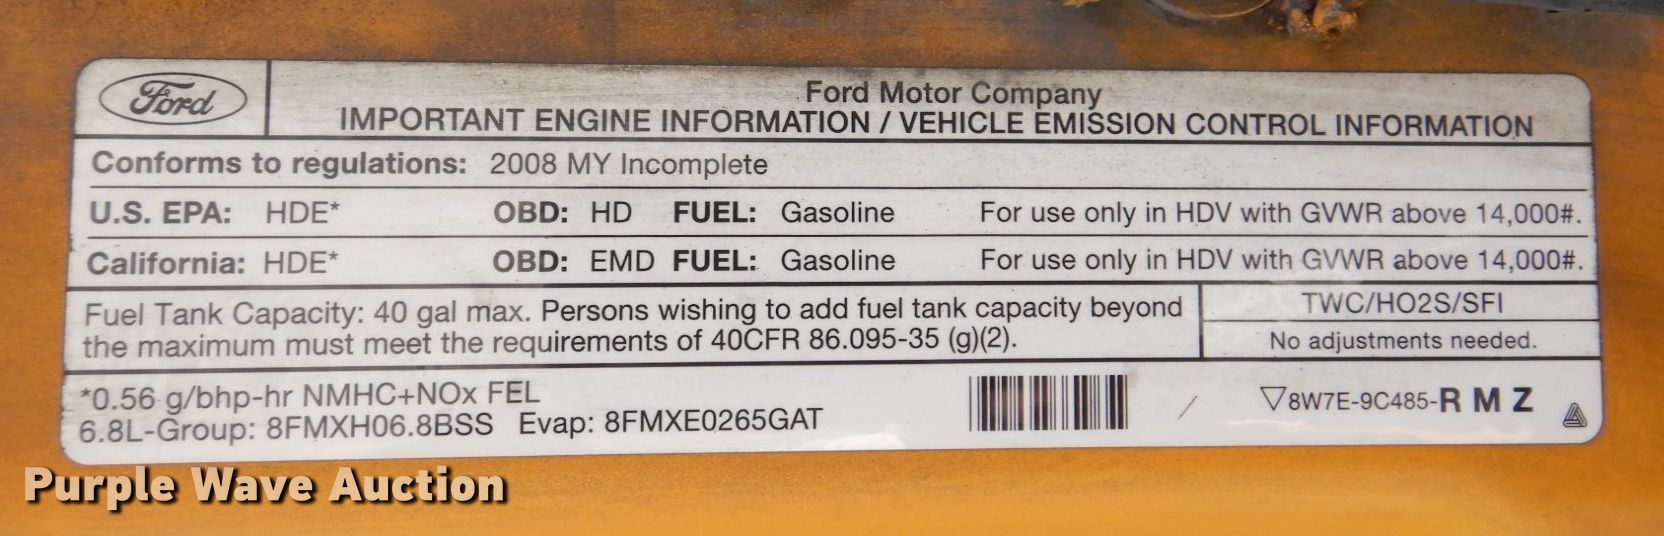 Ford
Ford Motor Company
IMPORTANT ENGINE INFORMATION / VEHICLE EMISSION CONTROL INFORMATION
Conforms to regulations: 2008 MY Incomplete
U.S. EPA: HDE* OBD: HD FUEL: Gasoline For use only in HDV with GVWR above 14,000#.
California: HDE* OBD: EMD FUEL: Gasoline For use only in HDV with GVWR above 14,000#.
Fuel Tank Capacity: 40 gal max. Persons wishing to add fuel tank capacity beyond
the maximum must meet the requirements of 40CFR 86.095-35 (g)(2).
TWC/HO2S/SFI
No adjustments needed.
*0.56 g/bhp-hr NMHC+NOx FEL
6.8L-Group: 8FMXH06.8BSS Evap: 8FMXE0265GAT
▽8W7E-9C485-R M Z
Purple Wave Auction